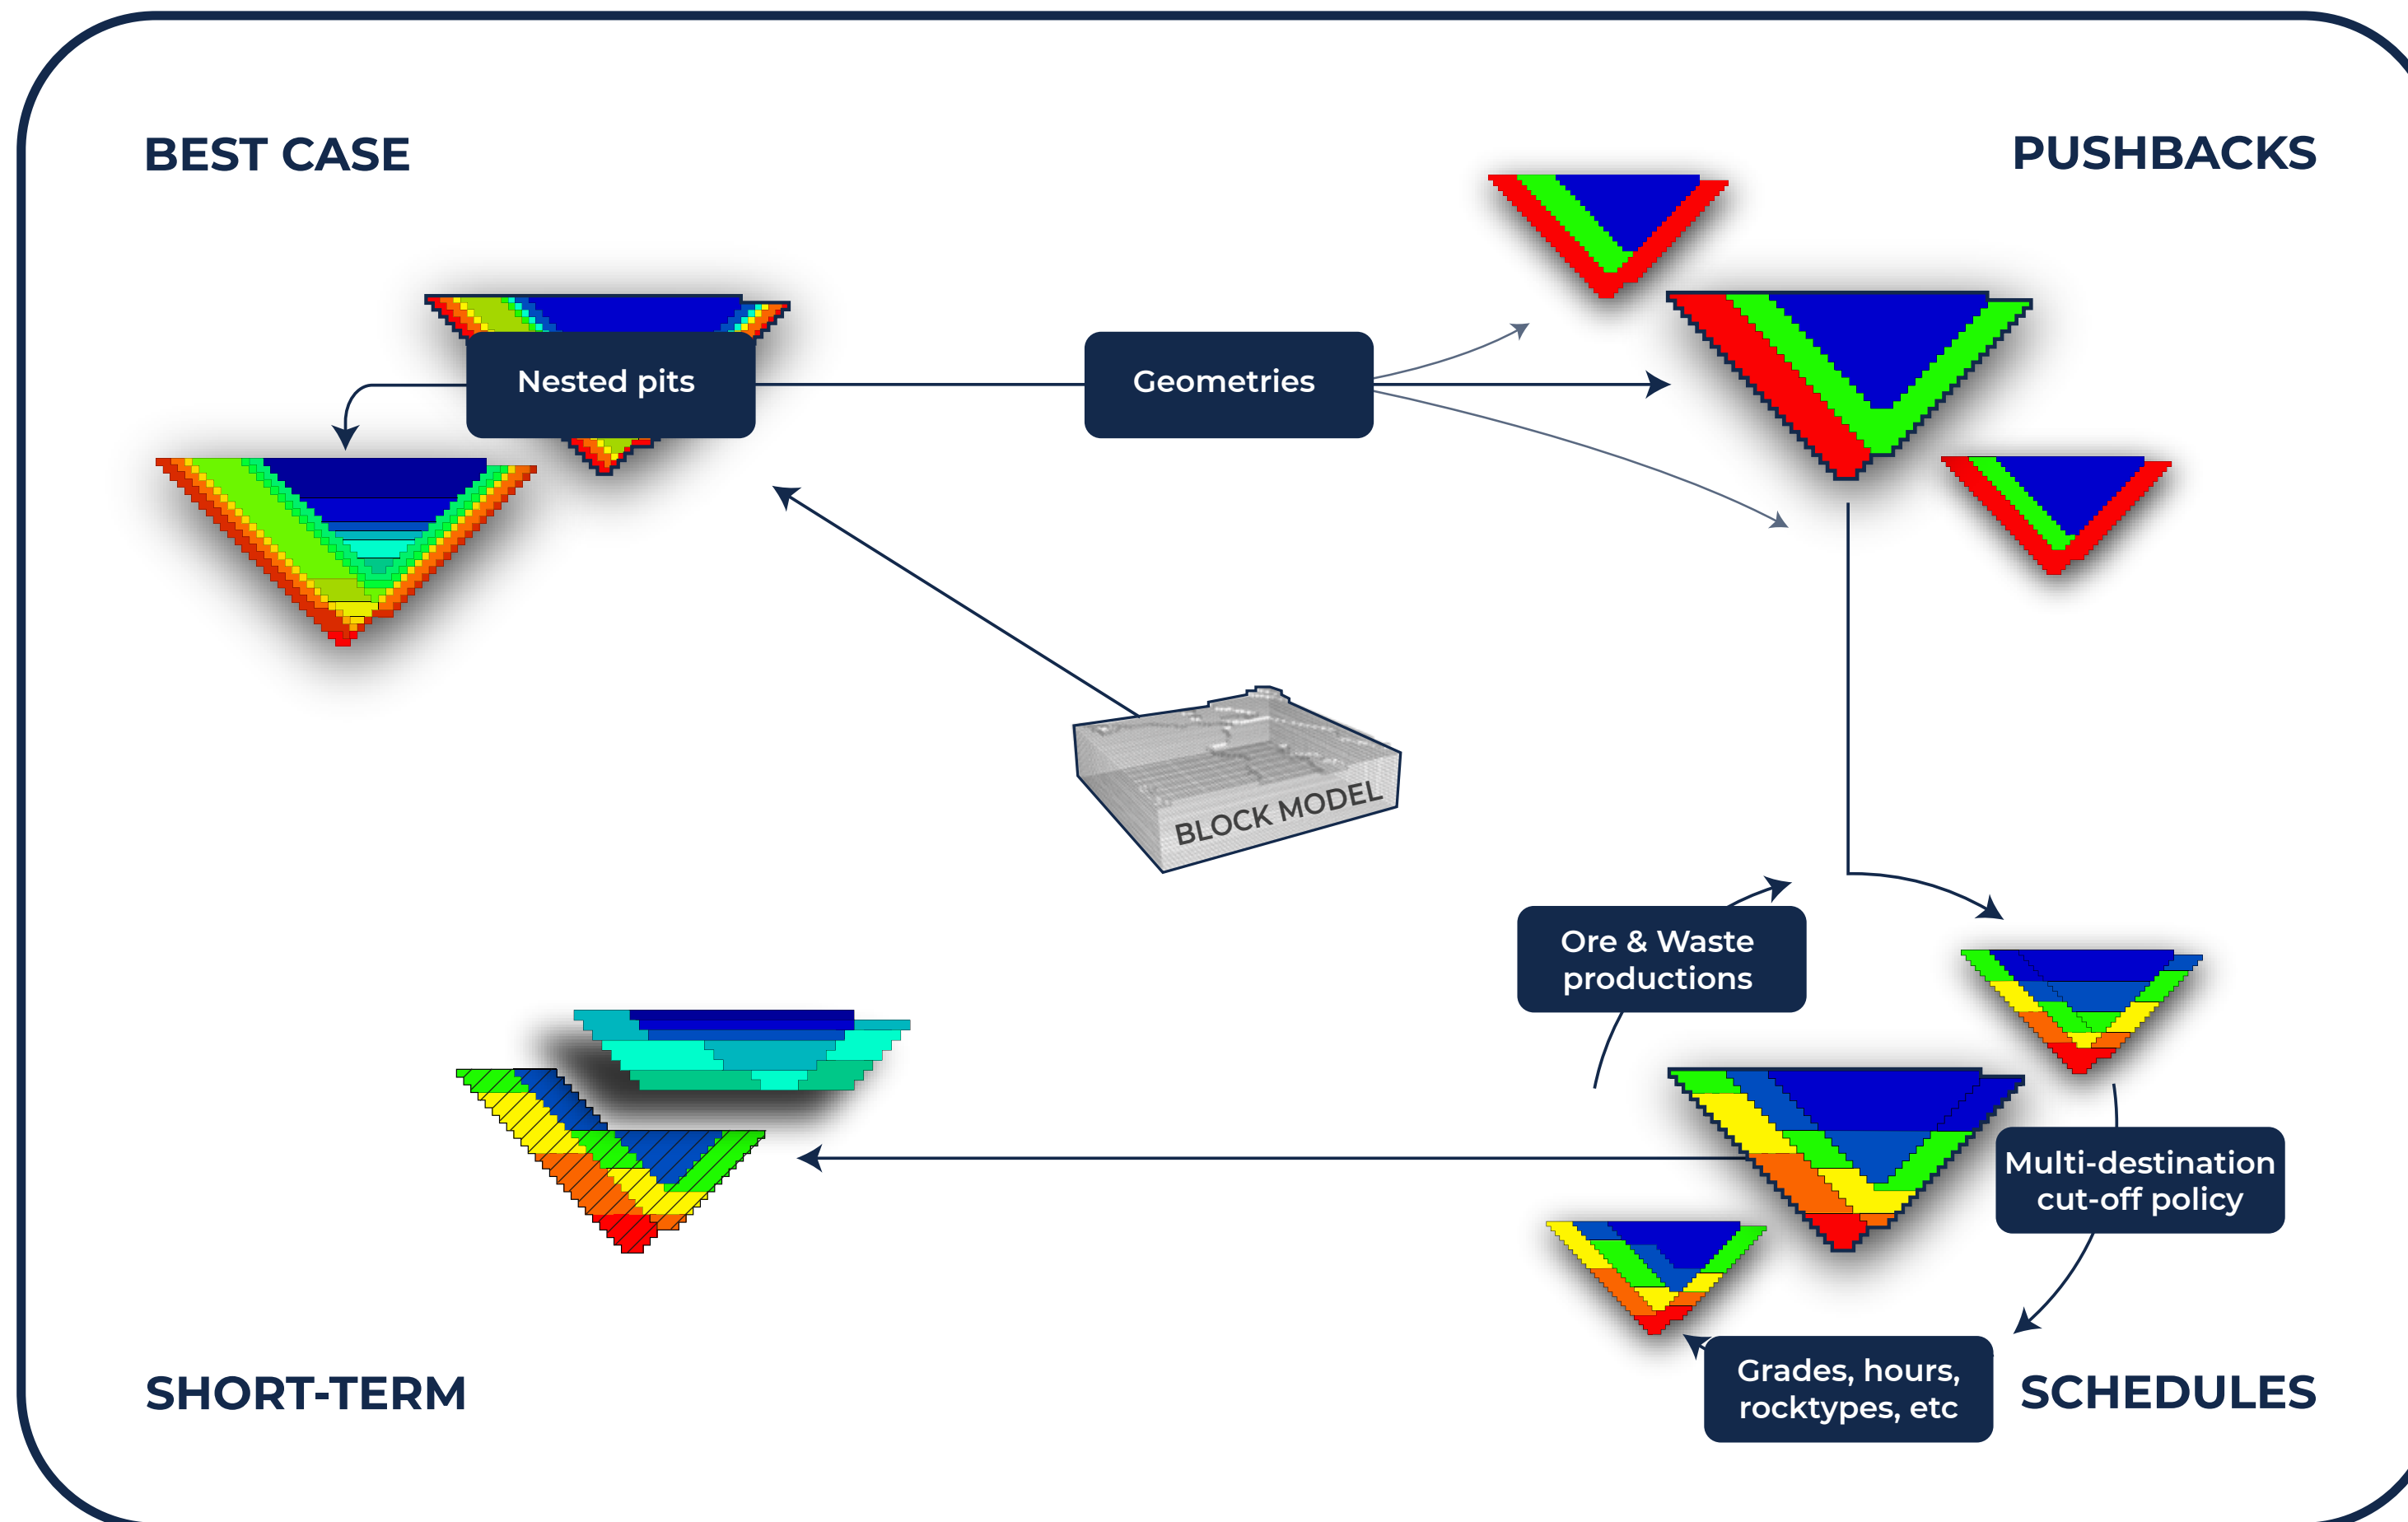 BEST CASE
PUSHBACKS
Nested pits
Geometries
BLOCK MODEL
Ore & Waste
productions
Multi-destination
cut-off policy
Grades, hours,
rocktypes, etc
SHORT-TERM
SCHEDULES